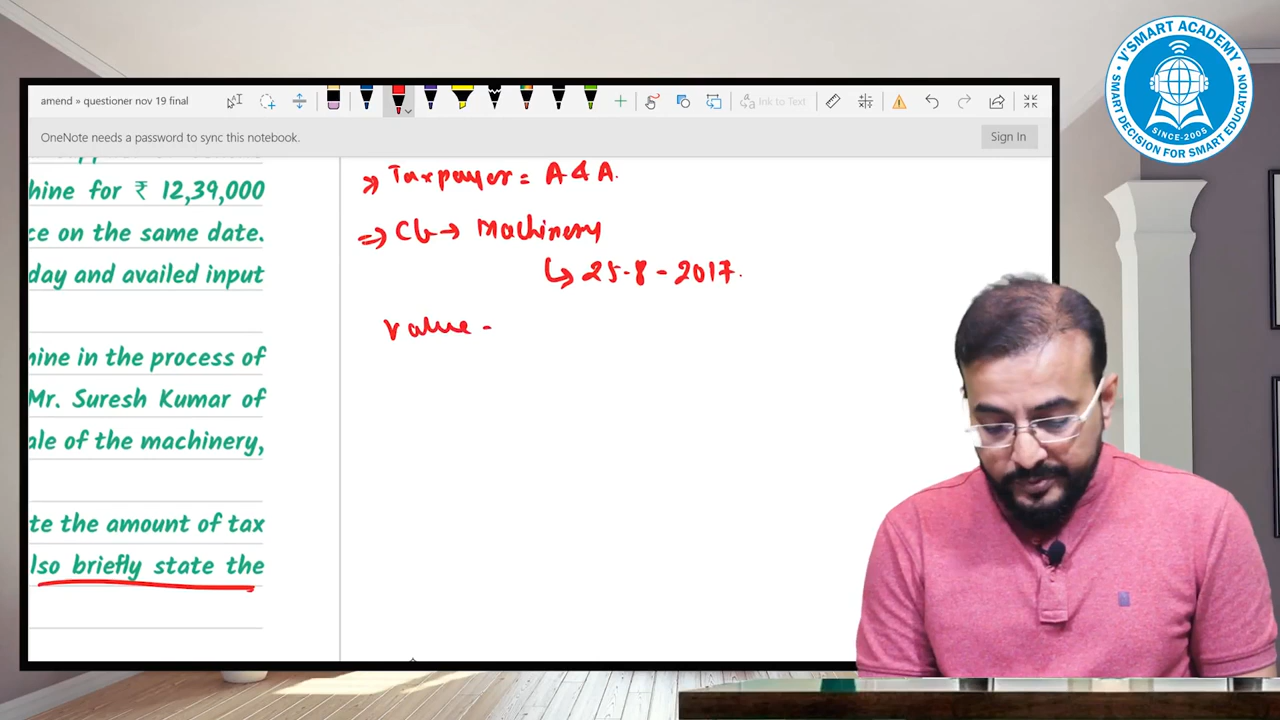 amend » questioner nov 19 final
Ink to Text
OneNote needs a password to sync this notebook.
Sign In
hine for ₹ 12,39,000
ce on the same date.
day and availed input
nine in the process of
Mr. Suresh Kumar of
ale of the machinery,
te the amount of tax
lso briefly state the
⇒ Taxpayer = A & A.
⇒ CG → Machinery
↳ 25-8-2017.
Value -
V'SMART ACADEMY
SMART DECISION FOR SMART EDUCATION
SINCE-2005